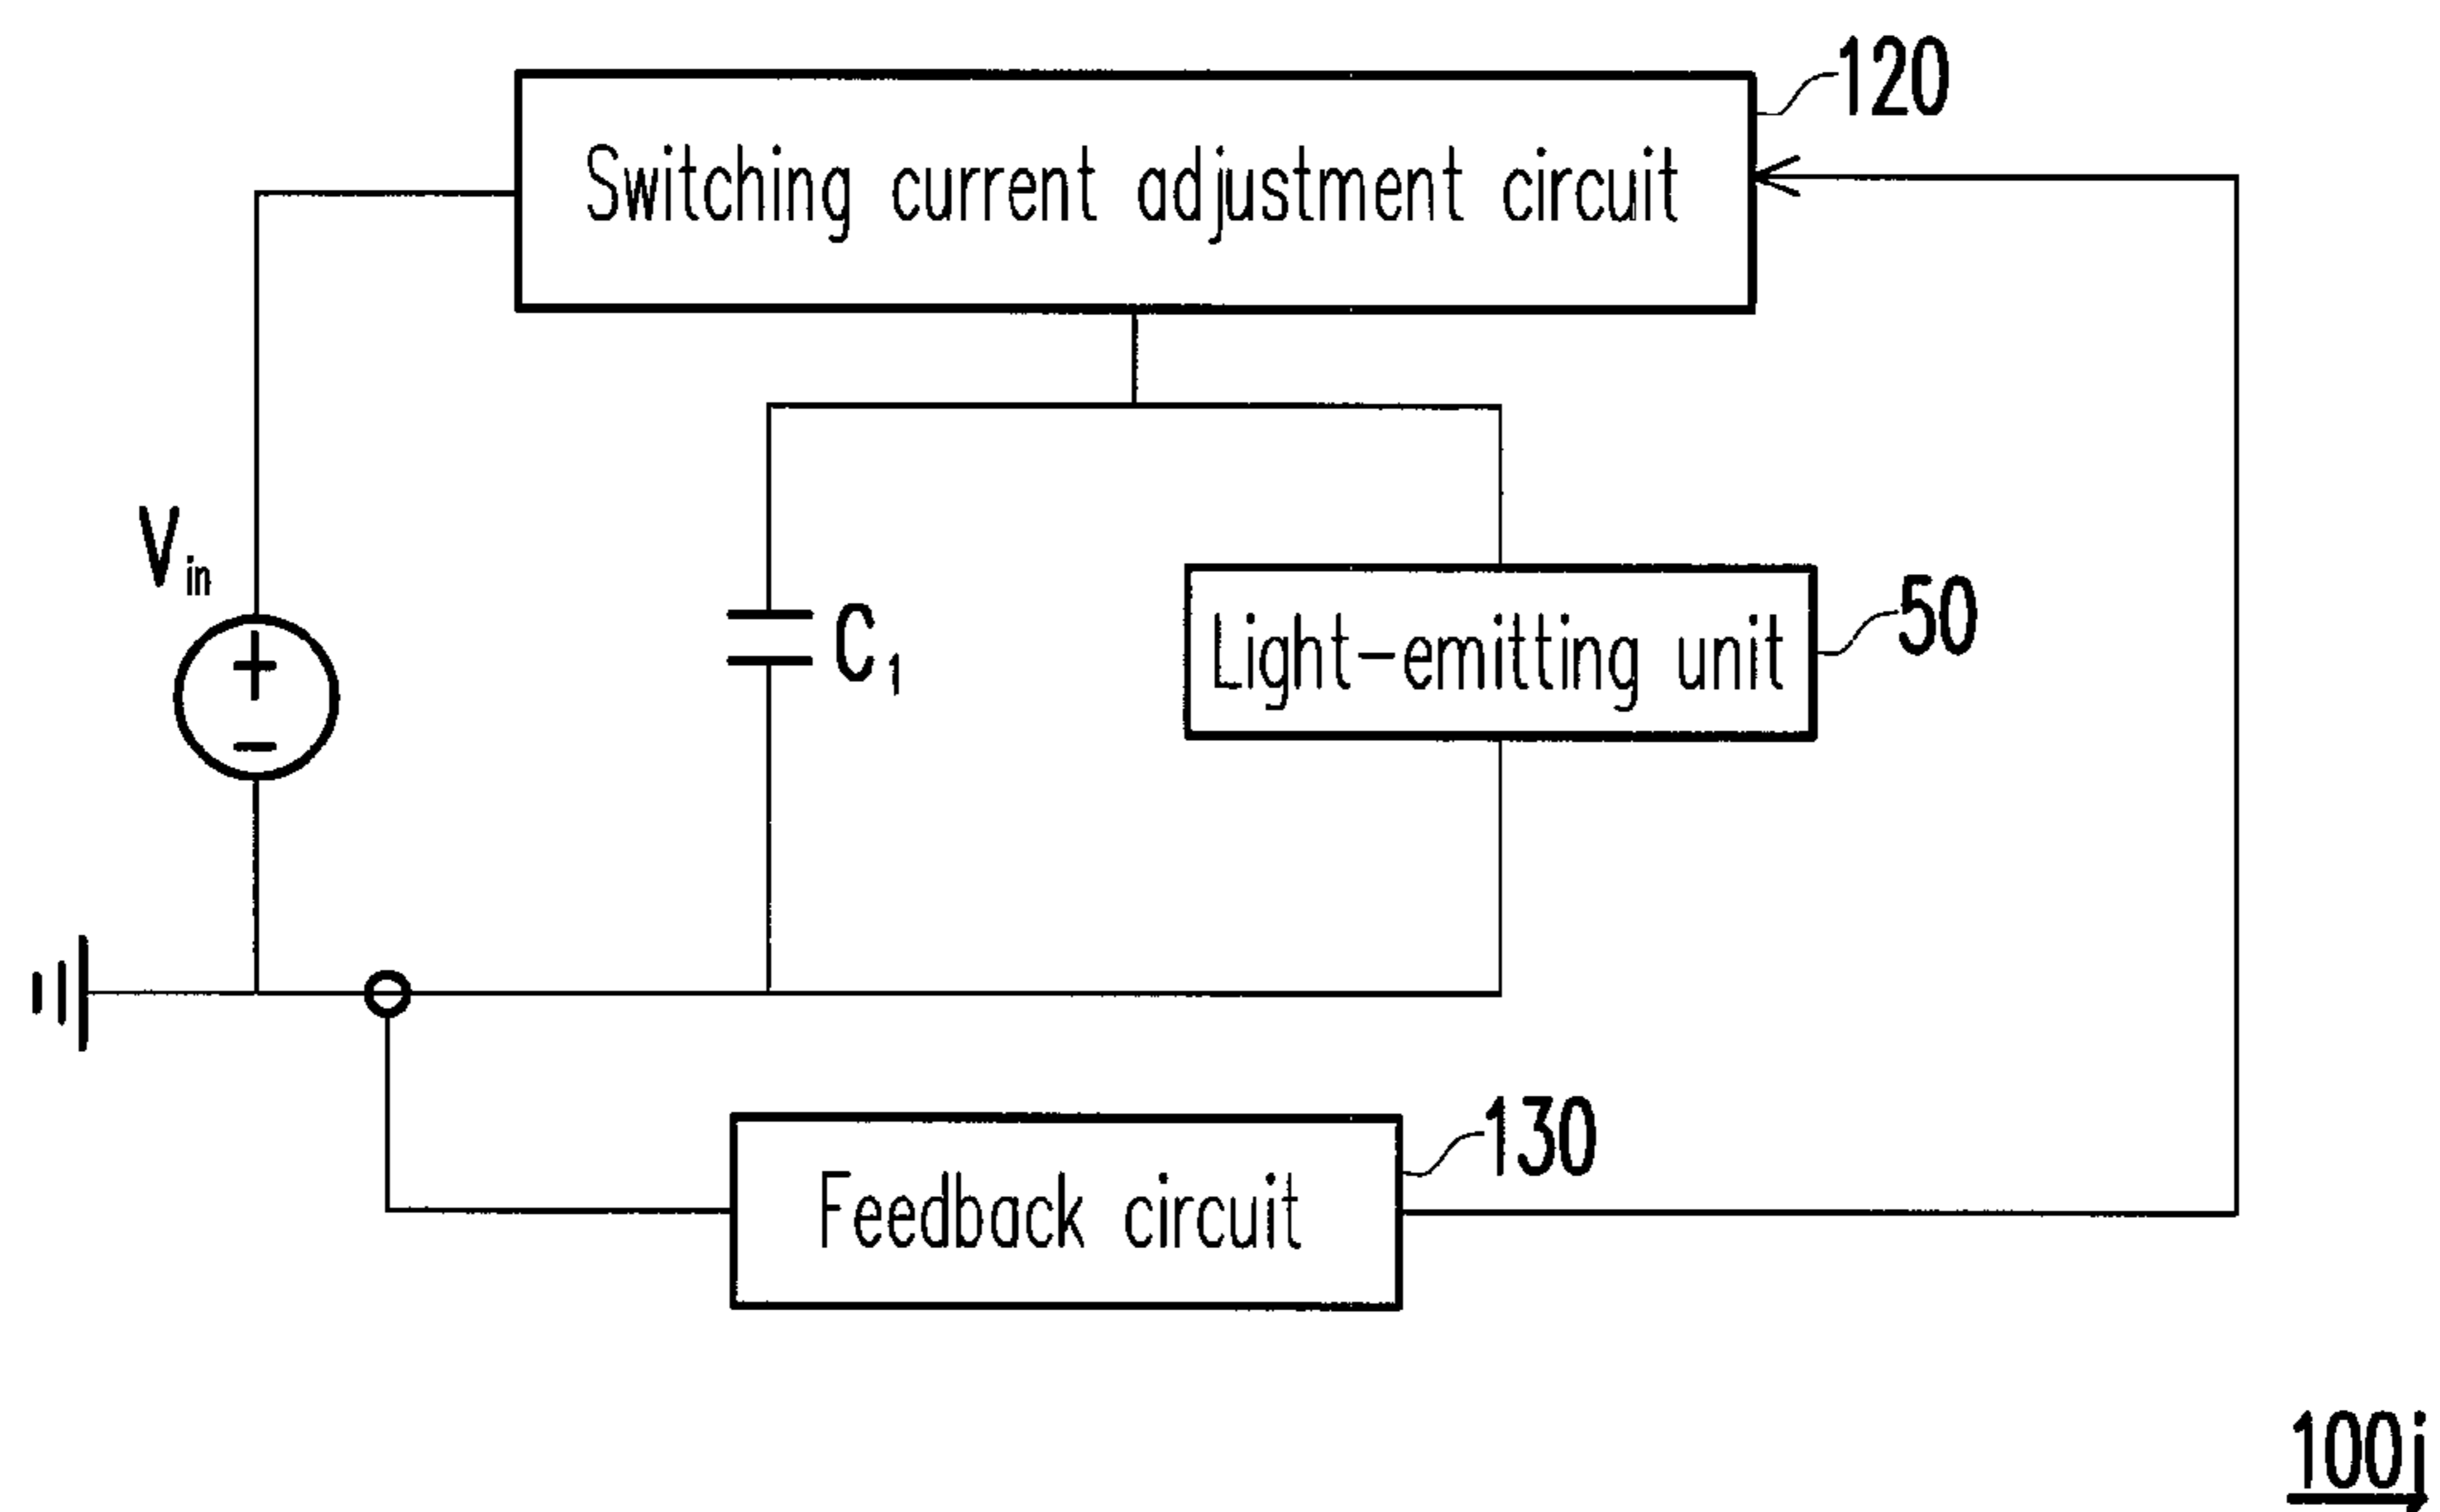 120
Switching current adjustment circuit
Vin
+
−
C1
Light-emitting unit
50
130
Feedback circuit
100j